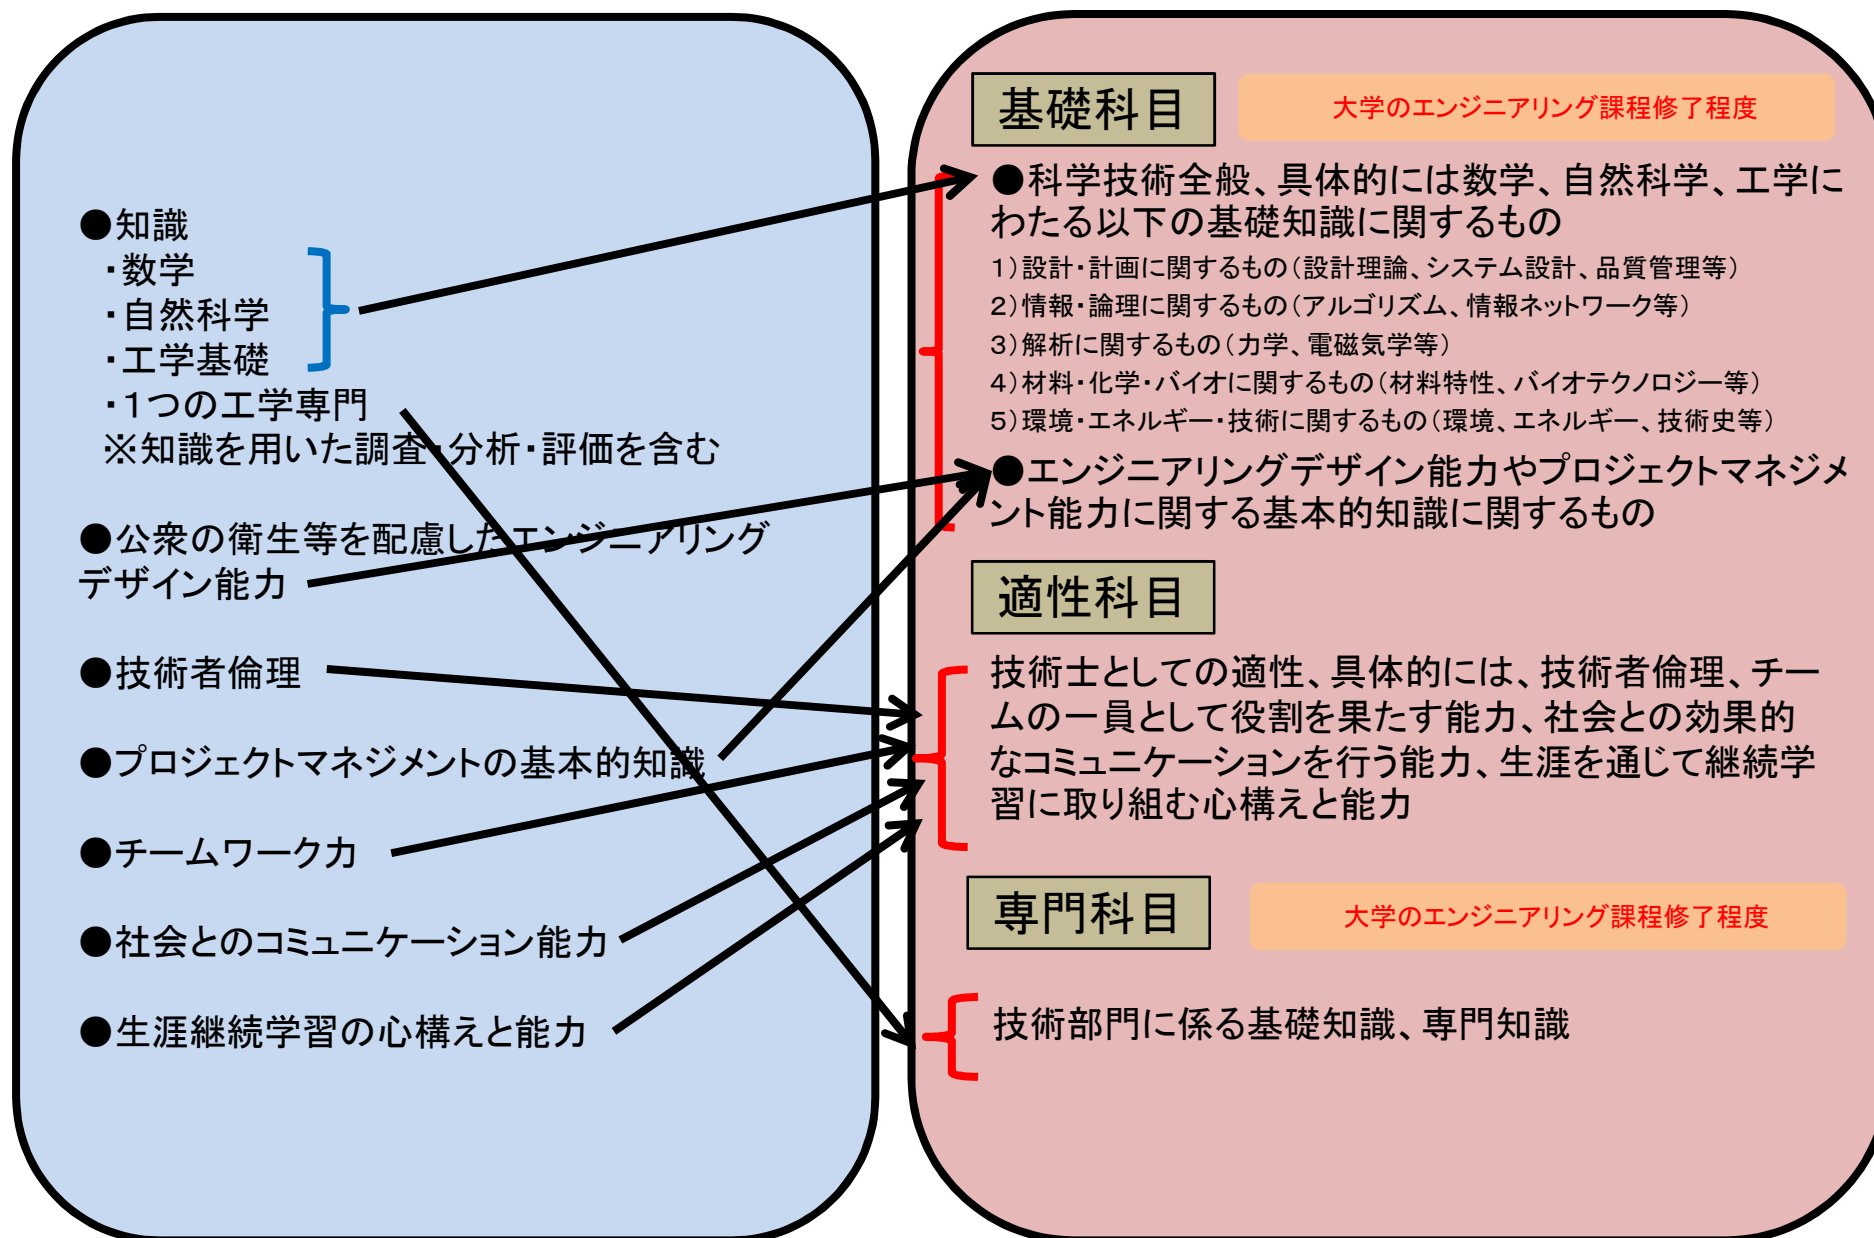 ●知識
・数学
・自然科学
・工学基礎
・１つの工学専門
※知識を用いた調査・分析・評価を含む
●公衆の衛生等を配慮したエンジニアリング
デザイン能力
●技術者倫理
●プロジェクトマネジメントの基本的知識
●チームワーク力
●社会とのコミュニケーション能力
●生涯継続学習の心構えと能力
基礎科目
大学のエンジニアリング課程修了程度
●科学技術全般、具体的には数学、自然科学、工学に
わたる以下の基礎知識に関するもの
１）設計・計画に関するもの（設計理論、システム設計、品質管理等）
２）情報・論理に関するもの（アルゴリズム、情報ネットワーク等）
３）解析に関するもの（力学、電磁気学等）
４）材料・化学・バイオに関するもの（材料特性、バイオテクノロジー等）
５）環境・エネルギー・技術に関するもの（環境、エネルギー、技術史等）
●エンジニアリングデザイン能力やプロジェクトマネジメ
ント能力に関する基本的知識に関するもの
適性科目
技術士としての適性、具体的には、技術者倫理、チー
ムの一員として役割を果たす能力、社会との効果的
なコミュニケーションを行う能力、生涯を通じて継続学
習に取り組む心構えと能力
専門科目
大学のエンジニアリング課程修了程度
技術部門に係る基礎知識、専門知識